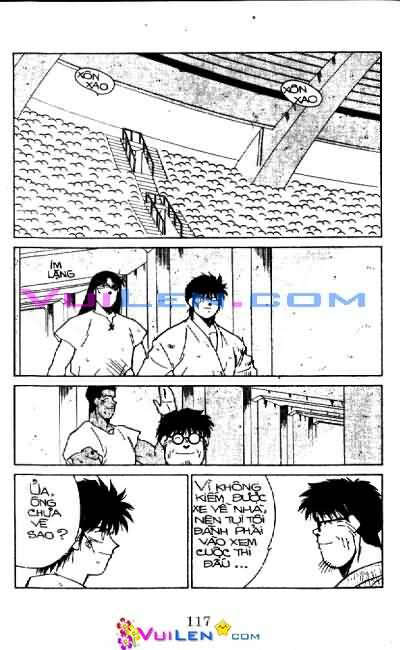 XÔN
XAO
XÔN
XAO
IM
LẶNG
VUILEN.COM
ỦA,
ÔNG
CHƯA
VỀ
SAO?
VÌ KHÔNG
KIẾM ĐƯỢC
XE VỀ NHÀ,
NÊN TỤI TÔI
ĐÀNH PHẢI
VÀO XEM
CUỘC THI
ĐẤU...
117
VUILEN.COM